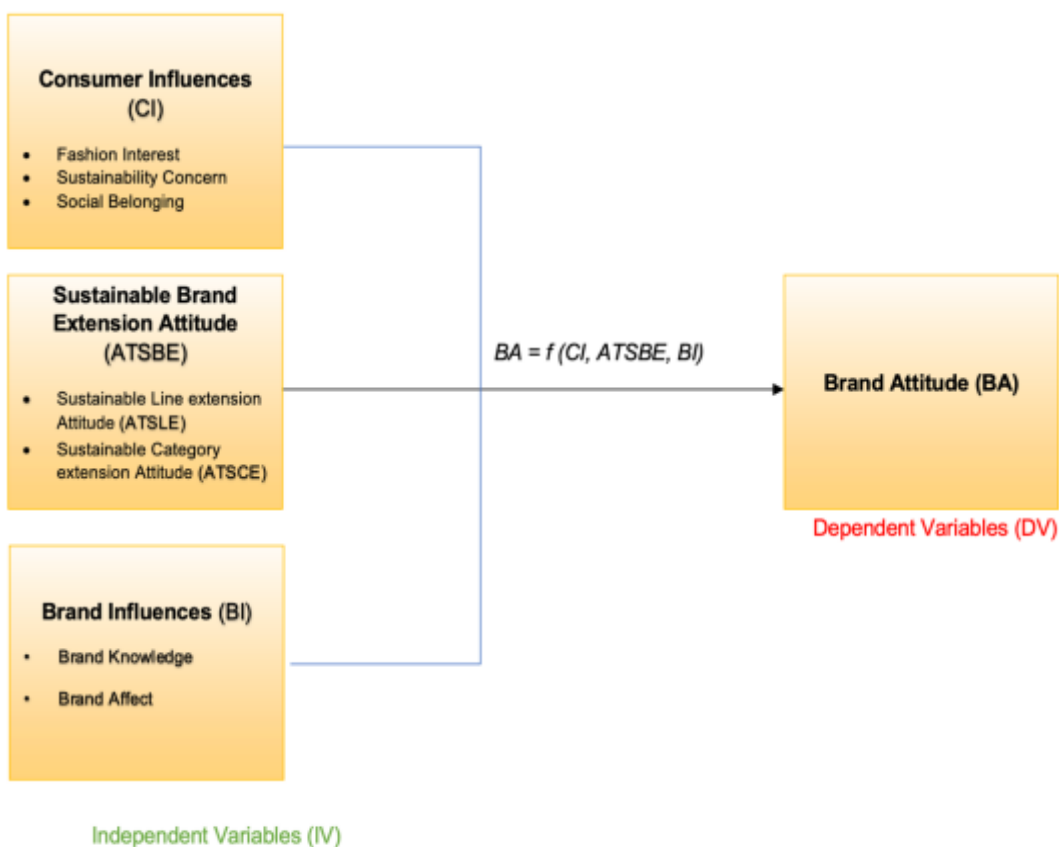 Consumer Influences
(CI)
• Fashion Interest
• Sustainability Concern
• Social Belonging
Sustainable Brand
Extension Attitude
(ATSBE)
• Sustainable Line extension
Attitude (ATSLE)
• Sustainable Category
extension Attitude (ATSCE)
BA = f (CI, ATSBE, BI)
Brand Attitude (BA)
Dependent Variables (DV)
Brand Influences (BI)
• Brand Knowledge
• Brand Affect
Independent Variables (IV)